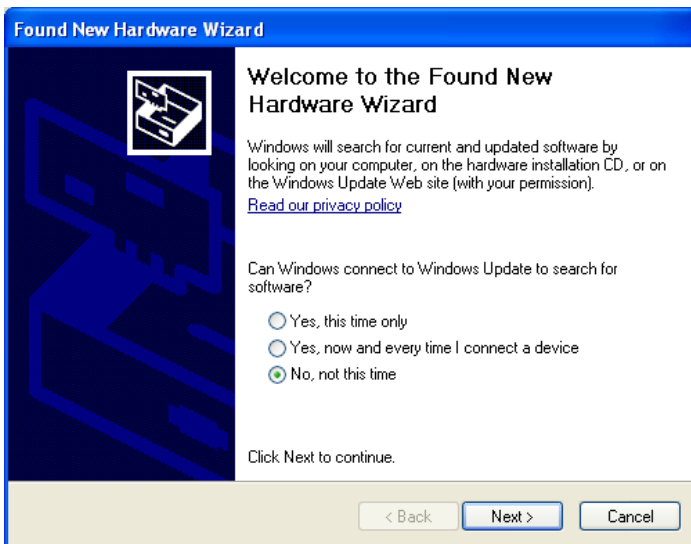 Found New Hardware Wizard
Welcome to the Found New
Hardware Wizard
Windows will search for current and updated software by
looking on your computer, on the hardware installation CD, or on
the Windows Update Web site (with your permission).
Read our privacy policy
Can Windows connect to Windows Update to search for
software?
Yes, this time only
Yes, now and every time I connect a device
No, not this time
Click Next to continue.
< Back
Next >
Cancel